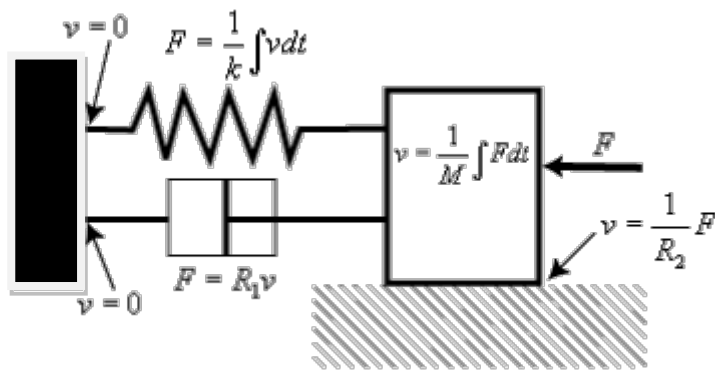 v = 0
F = 1/k ∫vdt
v = 1/M ∫Fdt
F
v = 1/R₂ F
F = R₁v
v = 0